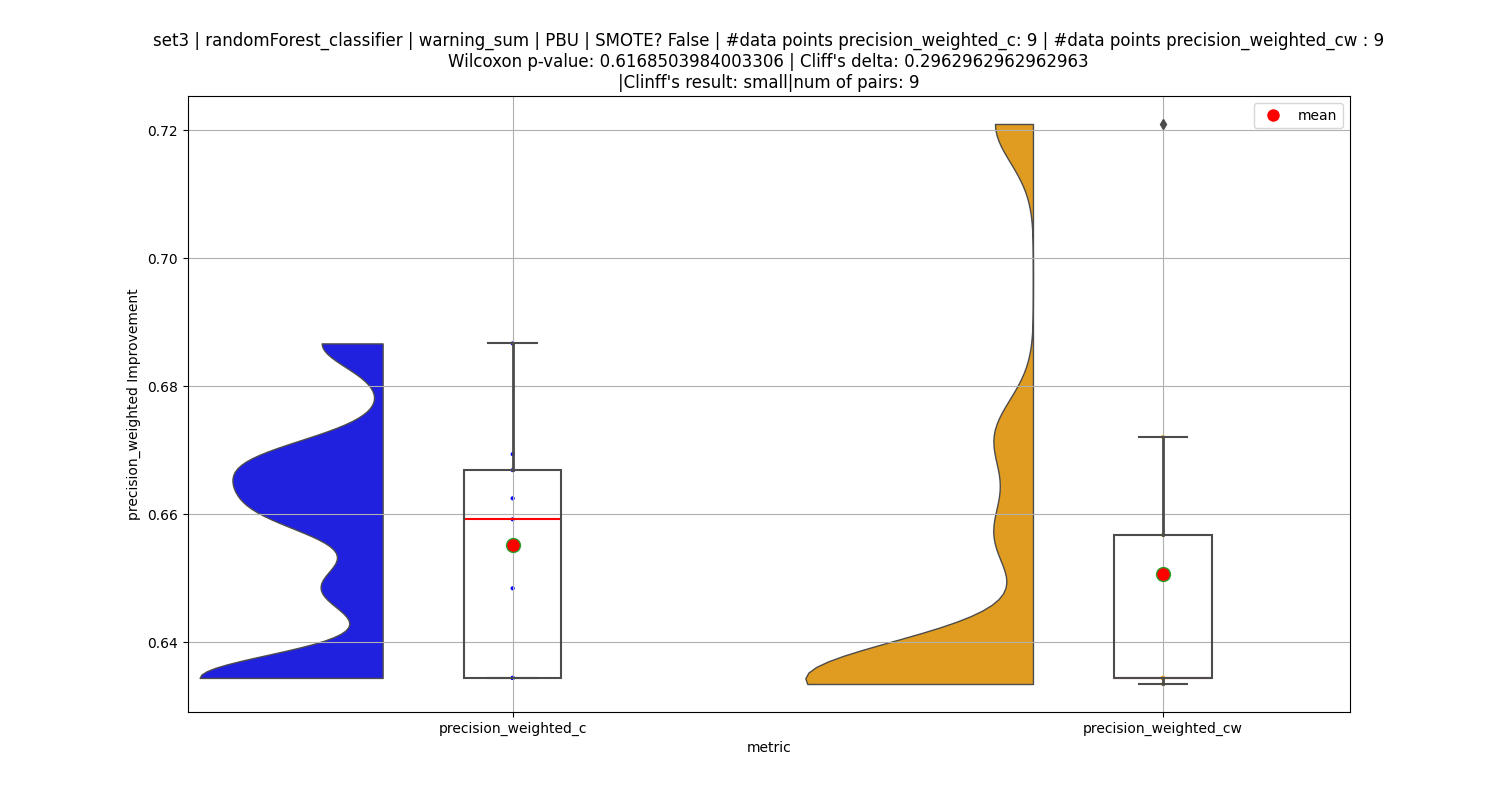 set3 | randomForest_classifier | warning_sum | PBU | SMOTE? False | #data points precision_weighted_c: 9 | #data points precision_weighted_cw : 9
Wilcoxon p-value: 0.6168503984003306 | Cliff's delta: 0.2962962962962963
|Clinff's result: small|num of pairs: 9
mean
0.72
0.70
0.68
0.66
0.64
precision_weighted Improvement
precision_weighted_c
precision_weighted_cw
metric